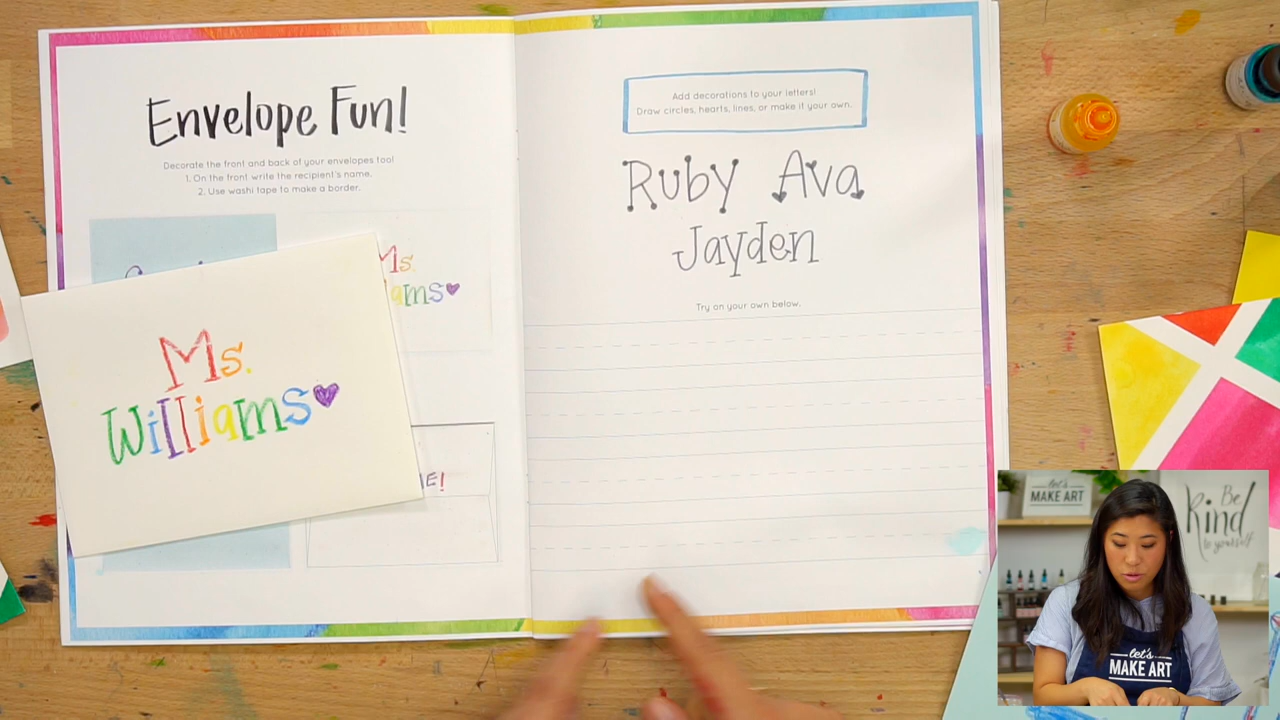 Envelope Fun!
Decorate the front and back of your envelopes too!
1. On the front write the recipient's name.
2. Use washi tape to make a border.
Ms.
ams
Ms.
Williams
E!
Add decorations to your letters!
Draw circles, hearts, lines, or make it your own.
Ruby Ava
Jayden
Try on your own below.
let's
MAKE ART
Be
kind
to yourself
let's
MAKE ART